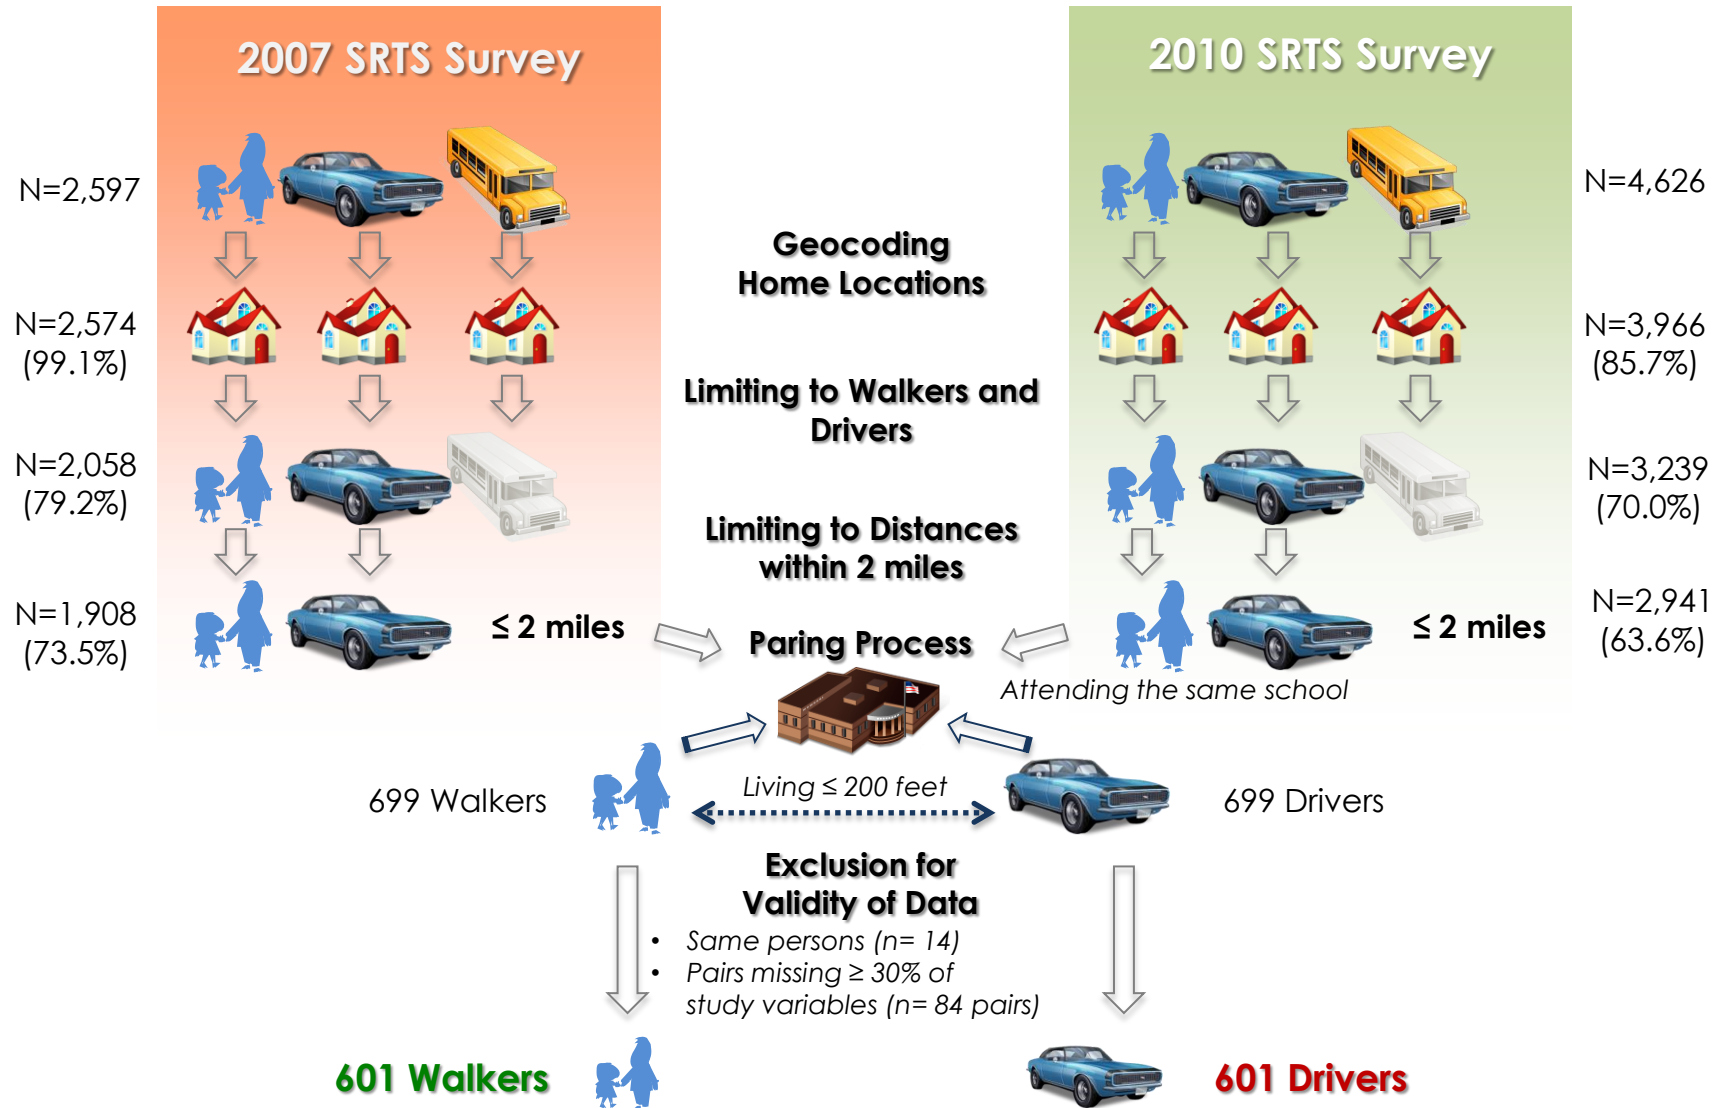 2007 SRTS Survey
2010 SRTS Survey
N=2,597
N=4,626
Geocoding
Home Locations
N=2,574
(99.1%)
N=3,966
(85.7%)
Limiting to Walkers and
Drivers
N=2,058
(79.2%)
N=3,239
(70.0%)
Limiting to Distances
within 2 miles
N=1,908
(73.5%)
≤ 2 miles
≤ 2 miles
N=2,941
(63.6%)
Paring Process
Attending the same school
699 Walkers
Living ≤ 200 feet
699 Drivers
Exclusion for
Validity of Data
• Same persons (n= 14)
• Pairs missing ≥ 30% of
study variables (n= 84 pairs)
601 Walkers
601 Drivers